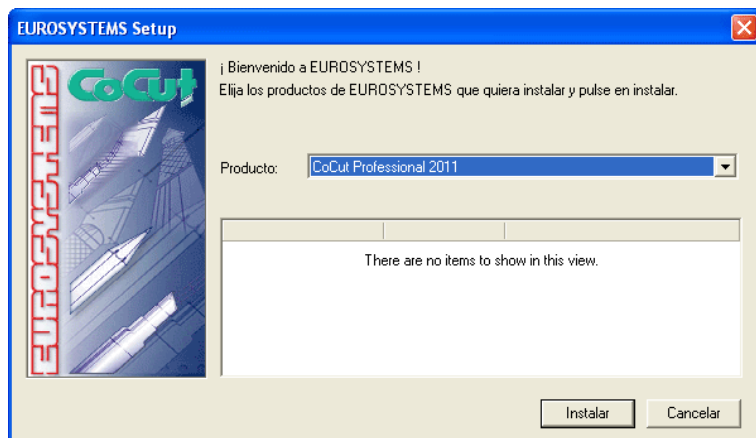 EUROSYSTEMS Setup
EUROSYSTEMS
CoCut
¡ Bienvenido a EUROSYSTEMS !
Elija los productos de EUROSYSTEMS que quiera instalar y pulse en instalar.
Producto: CoCut Professional 2011
There are no items to show in this view.
Instalar Cancelar